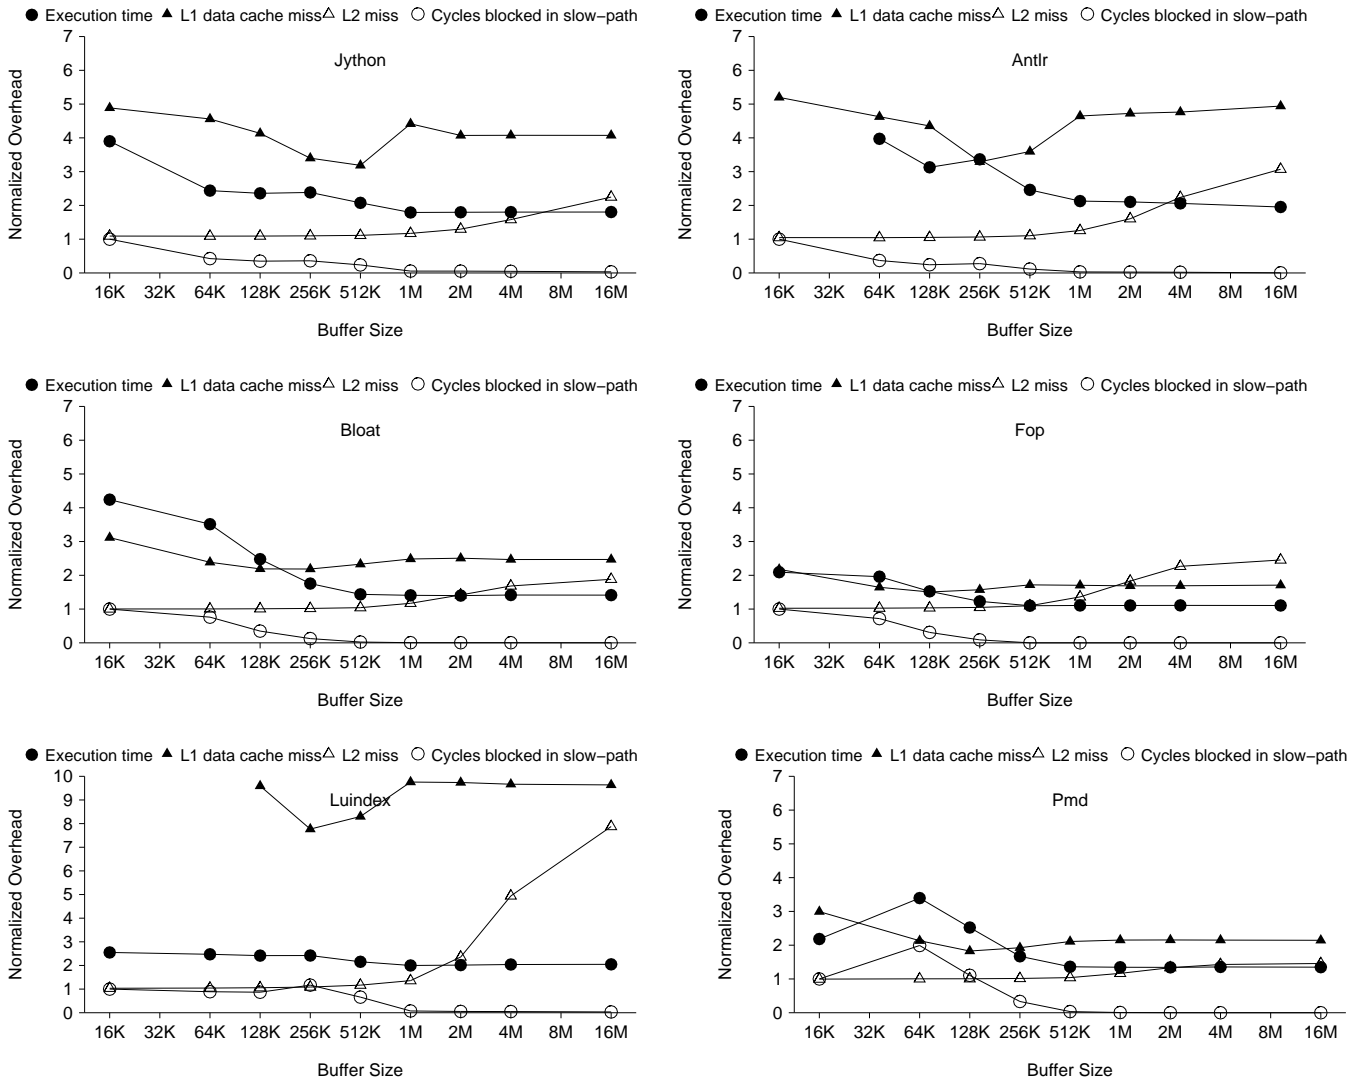 Execution time L1 data cache miss L2 miss Cycles blocked in slow−path
Jython
Normalized Overhead
7
6
5
4
3
2
1
0
16K 32K 64K 128K 256K 512K 1M 2M 4M 8M 16M
Buffer Size
Execution time L1 data cache miss L2 miss Cycles blocked in slow−path
Antlr
Normalized Overhead
7
6
5
4
3
2
1
0
16K 32K 64K 128K 256K 512K 1M 2M 4M 8M 16M
Buffer Size
Execution time L1 data cache miss L2 miss Cycles blocked in slow−path
Bloat
Normalized Overhead
7
6
5
4
3
2
1
0
16K 32K 64K 128K 256K 512K 1M 2M 4M 8M 16M
Buffer Size
Execution time L1 data cache miss L2 miss Cycles blocked in slow−path
Fop
Normalized Overhead
7
6
5
4
3
2
1
0
16K 32K 64K 128K 256K 512K 1M 2M 4M 8M 16M
Buffer Size
Execution time L1 data cache miss L2 miss Cycles blocked in slow−path
Luindex
Normalized Overhead
10
9
8
7
6
5
4
3
2
1
0
16K 32K 64K 128K 256K 512K 1M 2M 4M 8M 16M
Buffer Size
Execution time L1 data cache miss L2 miss Cycles blocked in slow−path
Pmd
Normalized Overhead
7
6
5
4
3
2
1
0
16K 32K 64K 128K 256K 512K 1M 2M 4M 8M 16M
Buffer Size